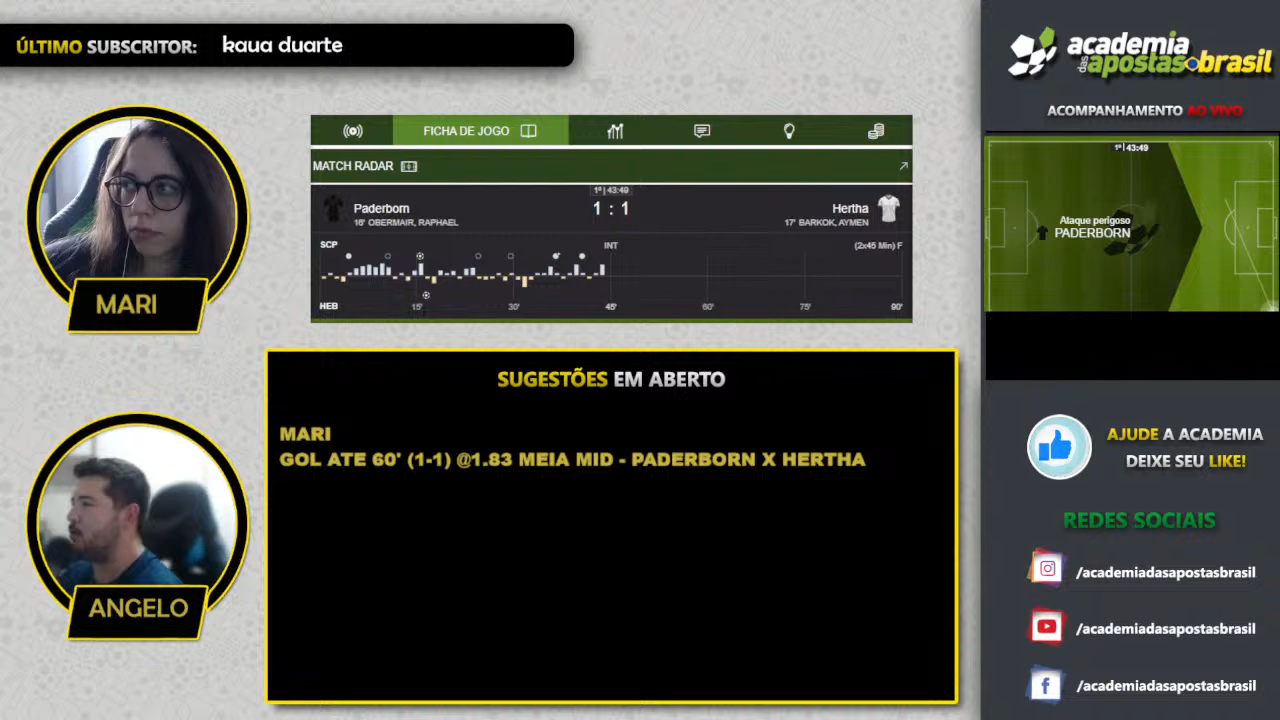 ÚLTIMO SUBSCRITOR: kaua duarte
academia
das apostas brasil
ACOMPANHAMENTO AO VIVO
FICHA DE JOGO
MATCH RADAR
1º | 43:49
Paderborn 1 : 1 Hertha
16' OBERMAIR, RAPHAEL 17' BARKOK, AYMEN
SCP INT (2x45 Min) F
HEB 15' 30' 45' 60' 75' 90'
1º | 43:49
Ataque perigoso
PADERBORN
MARI
SUGESTÕES EM ABERTO
MARI
GOL ATE 60' (1-1) @1.83 MEIA MID - PADERBORN X HERTHA
ANGELO
AJUDE A ACADEMIA
DEIXE SEU LIKE!
REDES SOCIAIS
/academiadasapostasbrasil
/academiadasapostasbrasil
/academiadasapostasbrasil